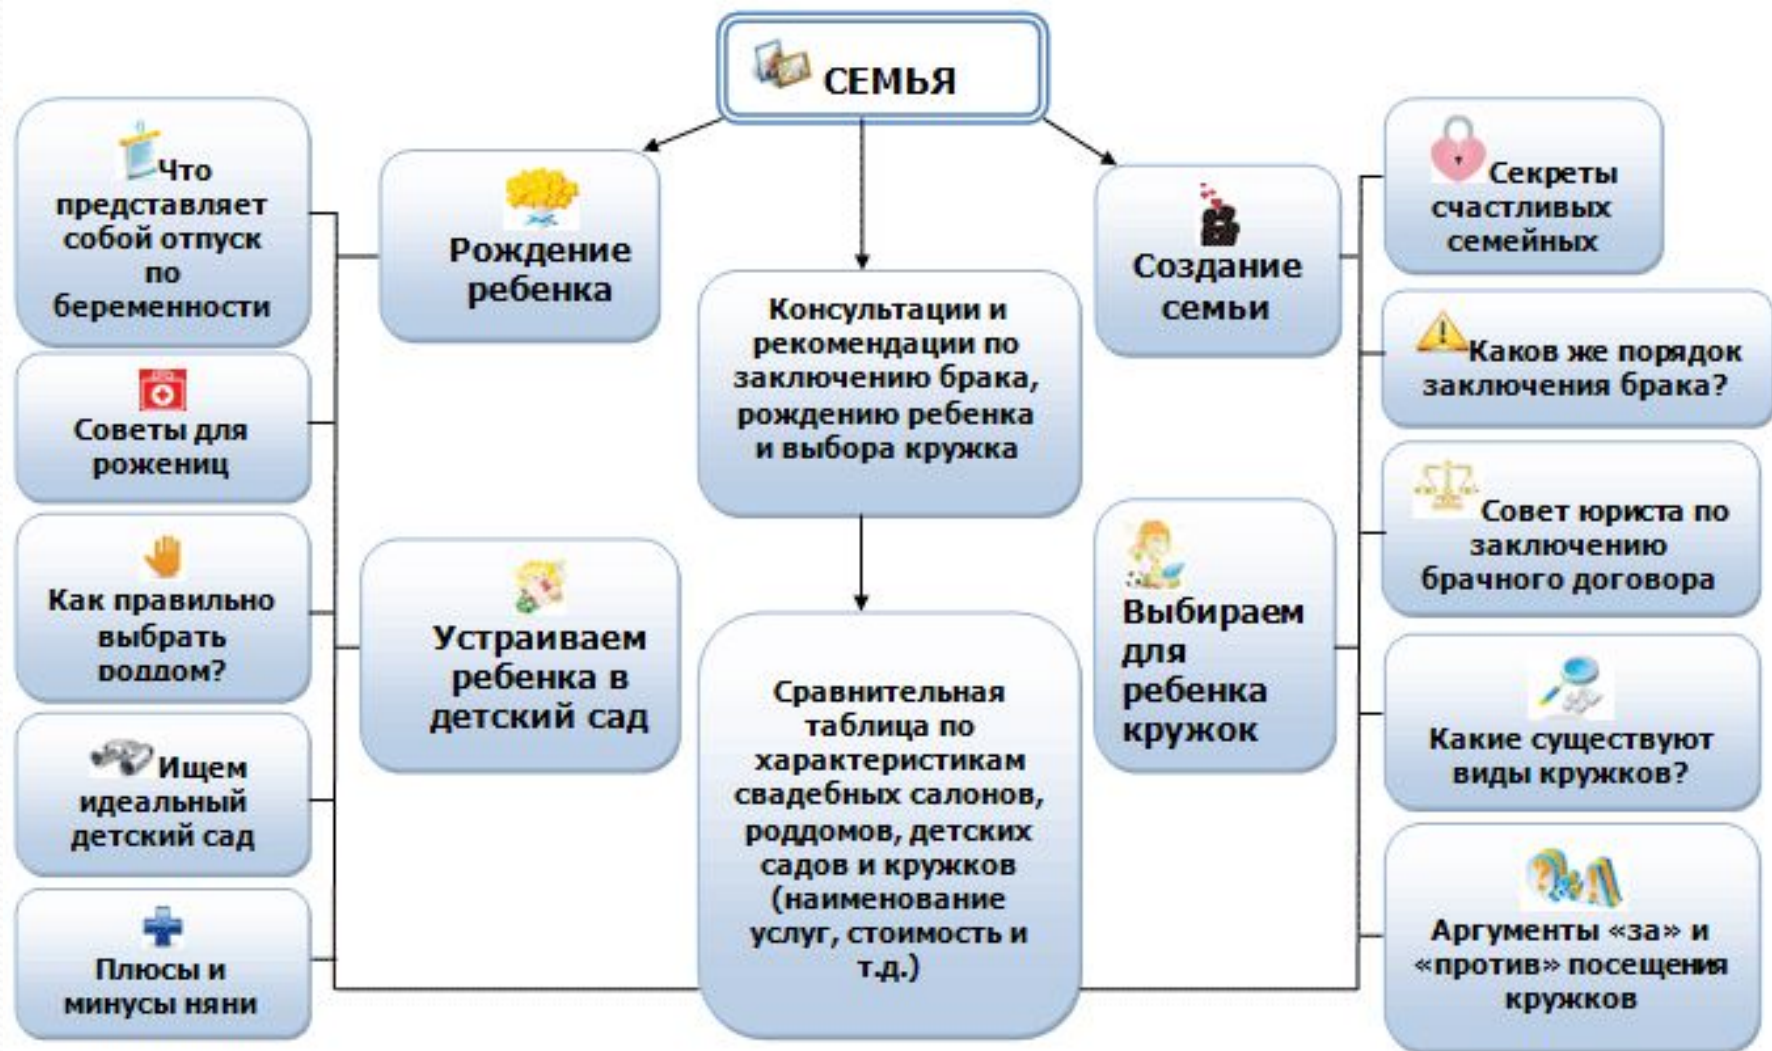 СЕМЬЯ
Что
представляет
собой отпуск
по
беременности
Советы для
рожениц
Как правильно
выбрать
роддом?
Ищем
идеальный
детский сад
Плюсы и
минусы няни
Рождение
ребенка
Устраиваем
ребенка в
детский сад
Консультации и
рекомендации по
заключению брака,
рождению ребенка
и выбора кружка
Сравнительная
таблица по
характеристикам
свадебных салонов,
роддомов, детских
садов и кружков
(наименование
услуг, стоимость и
т.д.)
Создание
семьи
Выбираем
для
ребенка
кружок
Секреты
счастливых
семейных
Каков же порядок
заключения брака?
Совет юриста по
заключению
брачного договора
Какие существуют
виды кружков?
Аргументы «за» и
«против» посещения
кружков